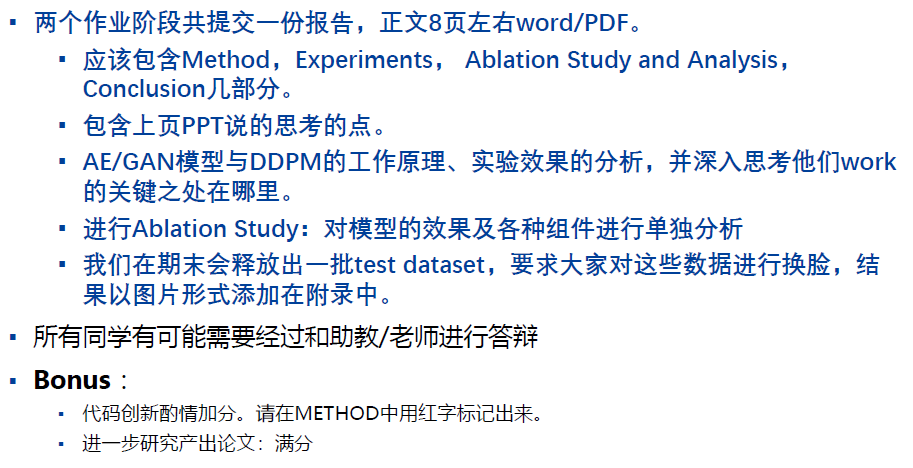 ▪ 两个作业阶段共提交一份报告，正文8页左右word/PDF。
▪ 应该包含Method，Experiments， Ablation Study and Analysis，
Conclusion几部分。
▪ 包含上页PPT说的思考的点。
▪ AE/GAN模型与DDPM的工作原理、实验效果的分析，并深入思考他们work
的关键之处在哪里。
▪ 进行Ablation Study：对模型的效果及各种组件进行单独分析
▪ 我们在期末会释放出一批test dataset，要求大家对这些数据进行换脸，结
果以图片形式添加在附录中。
▪ 所有同学有可能需要经过和助教/老师进行答辩
▪ Bonus：
▪ 代码创新酌情加分。请在METHOD中用红字标记出来。
▪ 进一步研究产出论文：满分